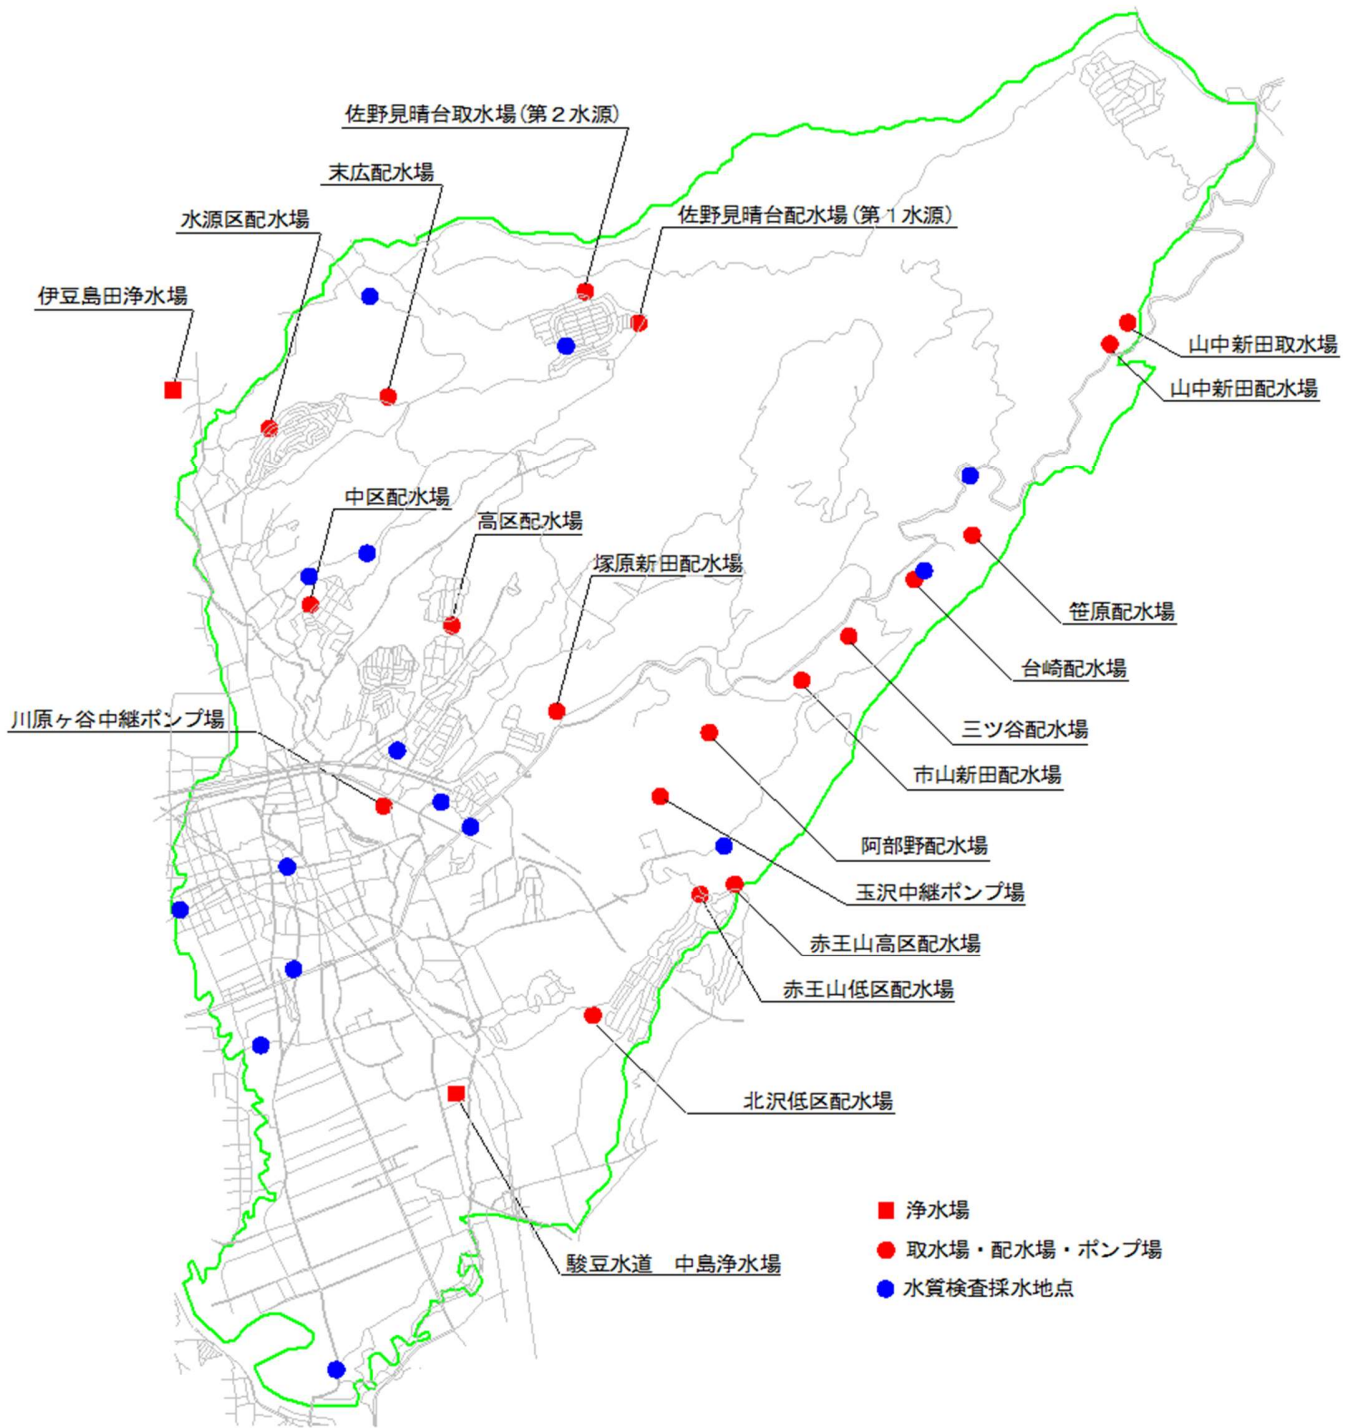 佐野見晴台取水場(第2水源)
末広配水場
水源区配水場
佐野見晴台配水場(第1水源)
伊豆島田浄水場
山中新田取水場
山中新田配水場
中区配水場
高区配水場
塚原新田配水場
笹原配水場
台崎配水場
川原ヶ谷中継ポンプ場
三ツ谷配水場
市山新田配水場
阿部野配水場
玉沢中継ポンプ場
赤王山高区配水場
赤王山低区配水場
北沢低区配水場
駿豆水道 中島浄水場
浄水場
取水場・配水場・ポンプ場
水質検査採水地点